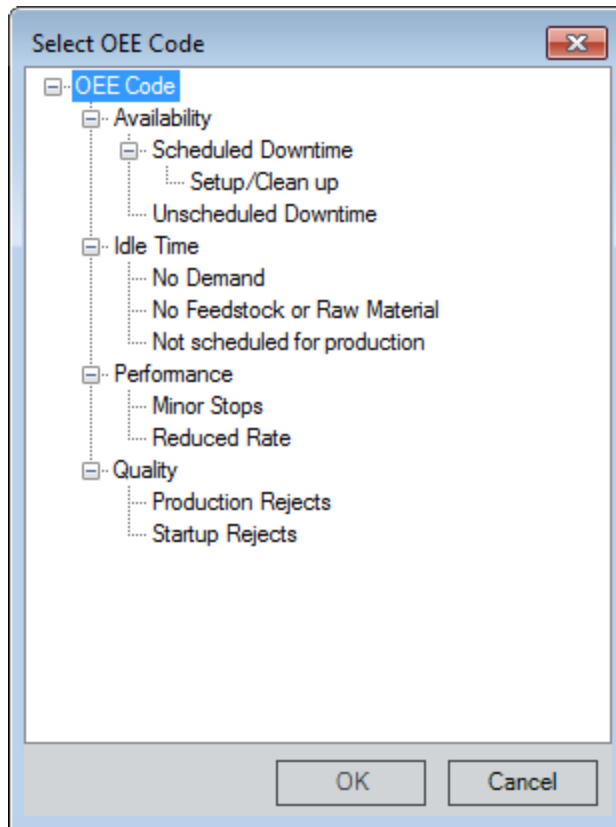 Select OEE Code
OEE Code
Availability
Scheduled Downtime
Setup/Clean up
Unscheduled Downtime
Idle Time
No Demand
No Feedstock or Raw Material
Not scheduled for production
Performance
Minor Stops
Reduced Rate
Quality
Production Rejects
Startup Rejects
OK Cancel